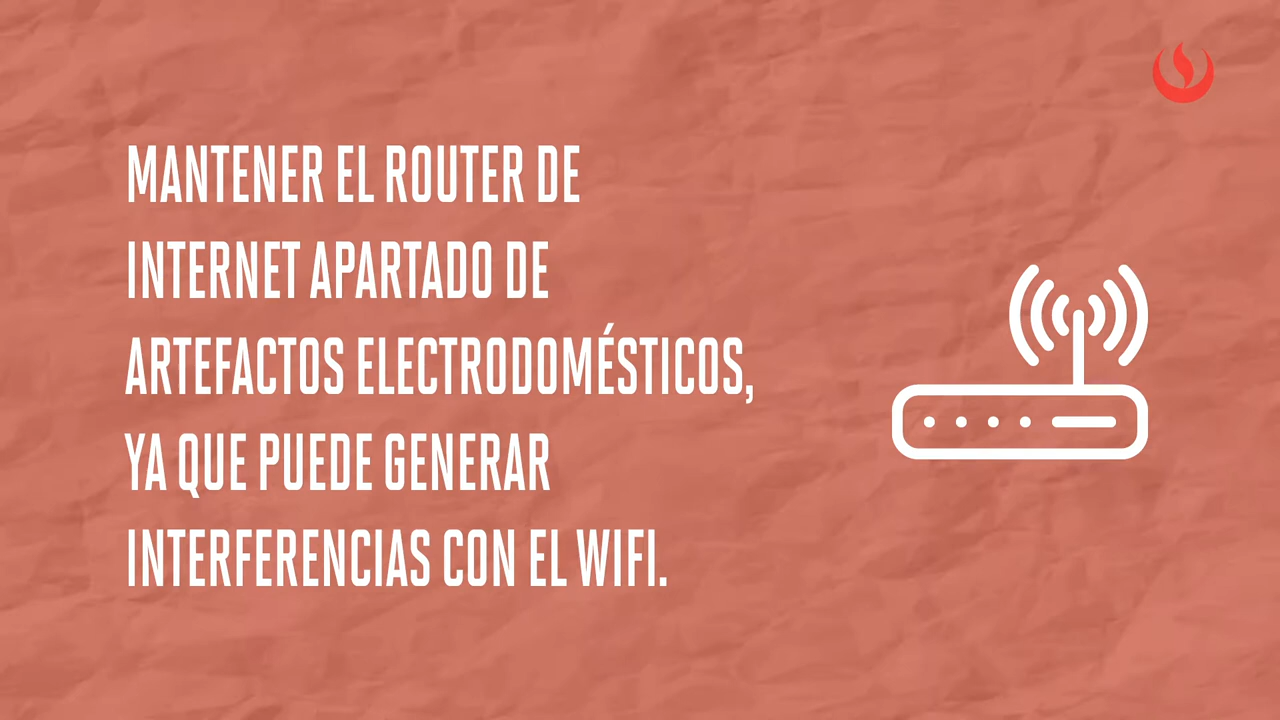 MANTENER EL ROUTER DE
INTERNET APARTADO DE
ARTEFACTOS ELECTRODOMÉSTICOS,
YA QUE PUEDE GENERAR
INTERFERENCIAS CON EL WIFI.